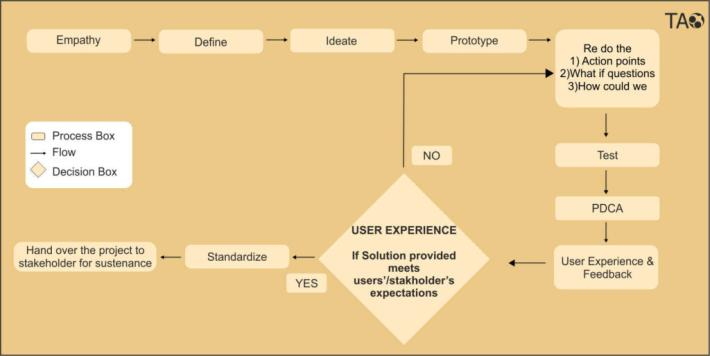 TAO
Empathy
Define
Ideate
Prototype
Re do the
1) Action points
2)What if questions
3)How could we
Process Box
Flow
Decision Box
NO
Test
PDCA
USER EXPERIENCE
If Solution provided
meets
users'/stakholder's
expectations
Hand over the project to
stakeholder for sustenance
Standardize
YES
User Experience &
Feedback